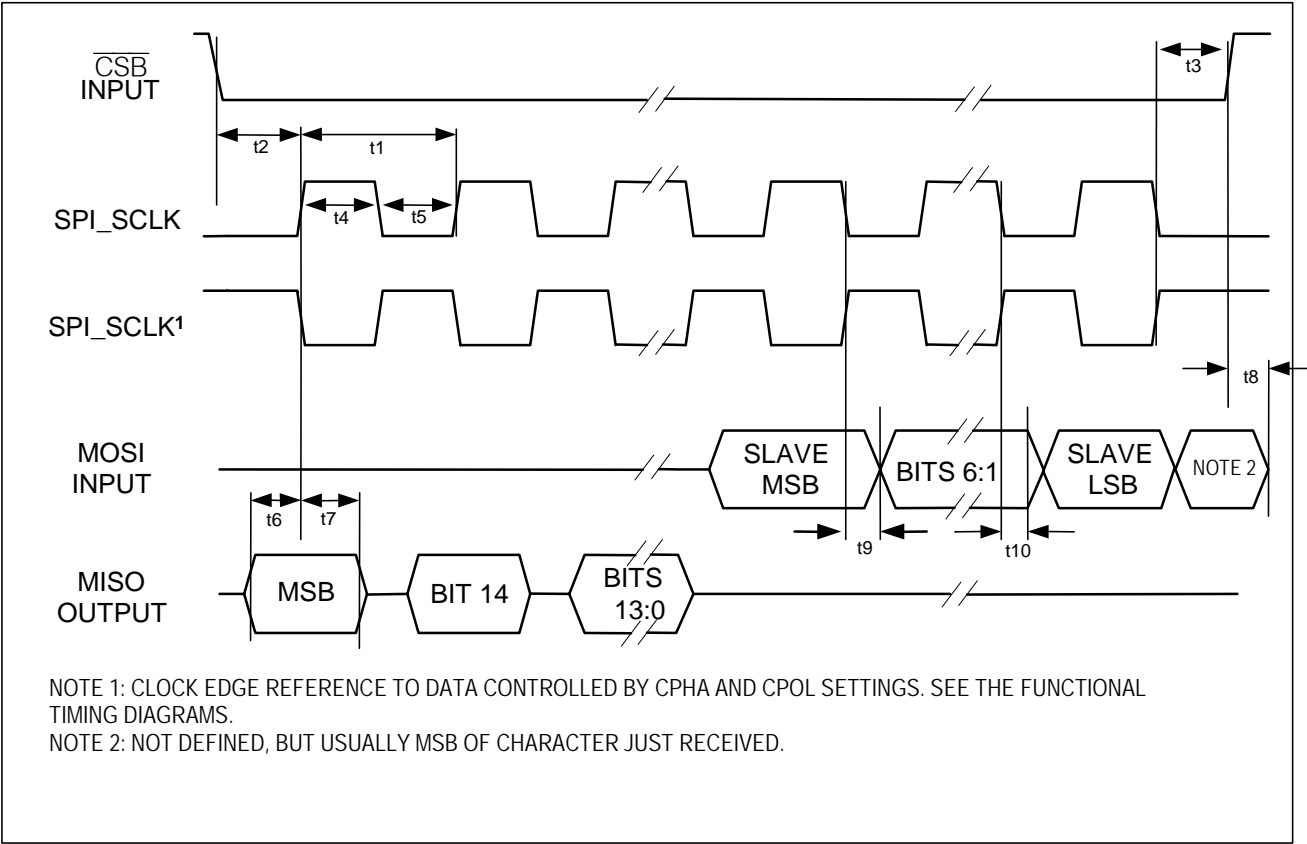 CSB
INPUT
t3
t2
t1
t4
t5
SPI_SCLK
SPI_SCLK¹
t8
MOSI
INPUT
SLAVE
MSB
BITS 6:1
SLAVE
LSB
NOTE 2
t6
t7
t9
t10
MISO
OUTPUT
MSB
BIT 14
BITS
13:0
NOTE 1: CLOCK EDGE REFERENCE TO DATA CONTROLLED BY CPHA AND CPOL SETTINGS. SEE THE FUNCTIONAL
TIMING DIAGRAMS.
NOTE 2: NOT DEFINED, BUT USUALLY MSB OF CHARACTER JUST RECEIVED.